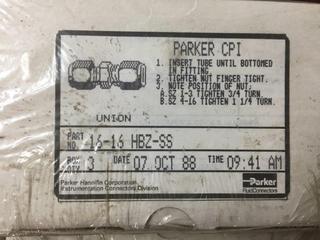 PARKER CPI
1. INSERT TUBE UNTIL BOTTOMED
IN FITTING.
2. TIGHTEN NUT FINGER TIGHT.
3. NOTE POSITION OF NUT.
A.SZ 1-3 TIGHTEN 3/4 TURN.
B.SZ 4-16 TIGHTEN 1 1/4 TURN.
UNION
PART NO. 16-16 HBZ-SS
BOX QTY 3 DATE 07 OCT 88 TIME 09:41 AM
Parker Hannifin Corporation
Instrumentation Connectors Division
Parker
FluidConnectors